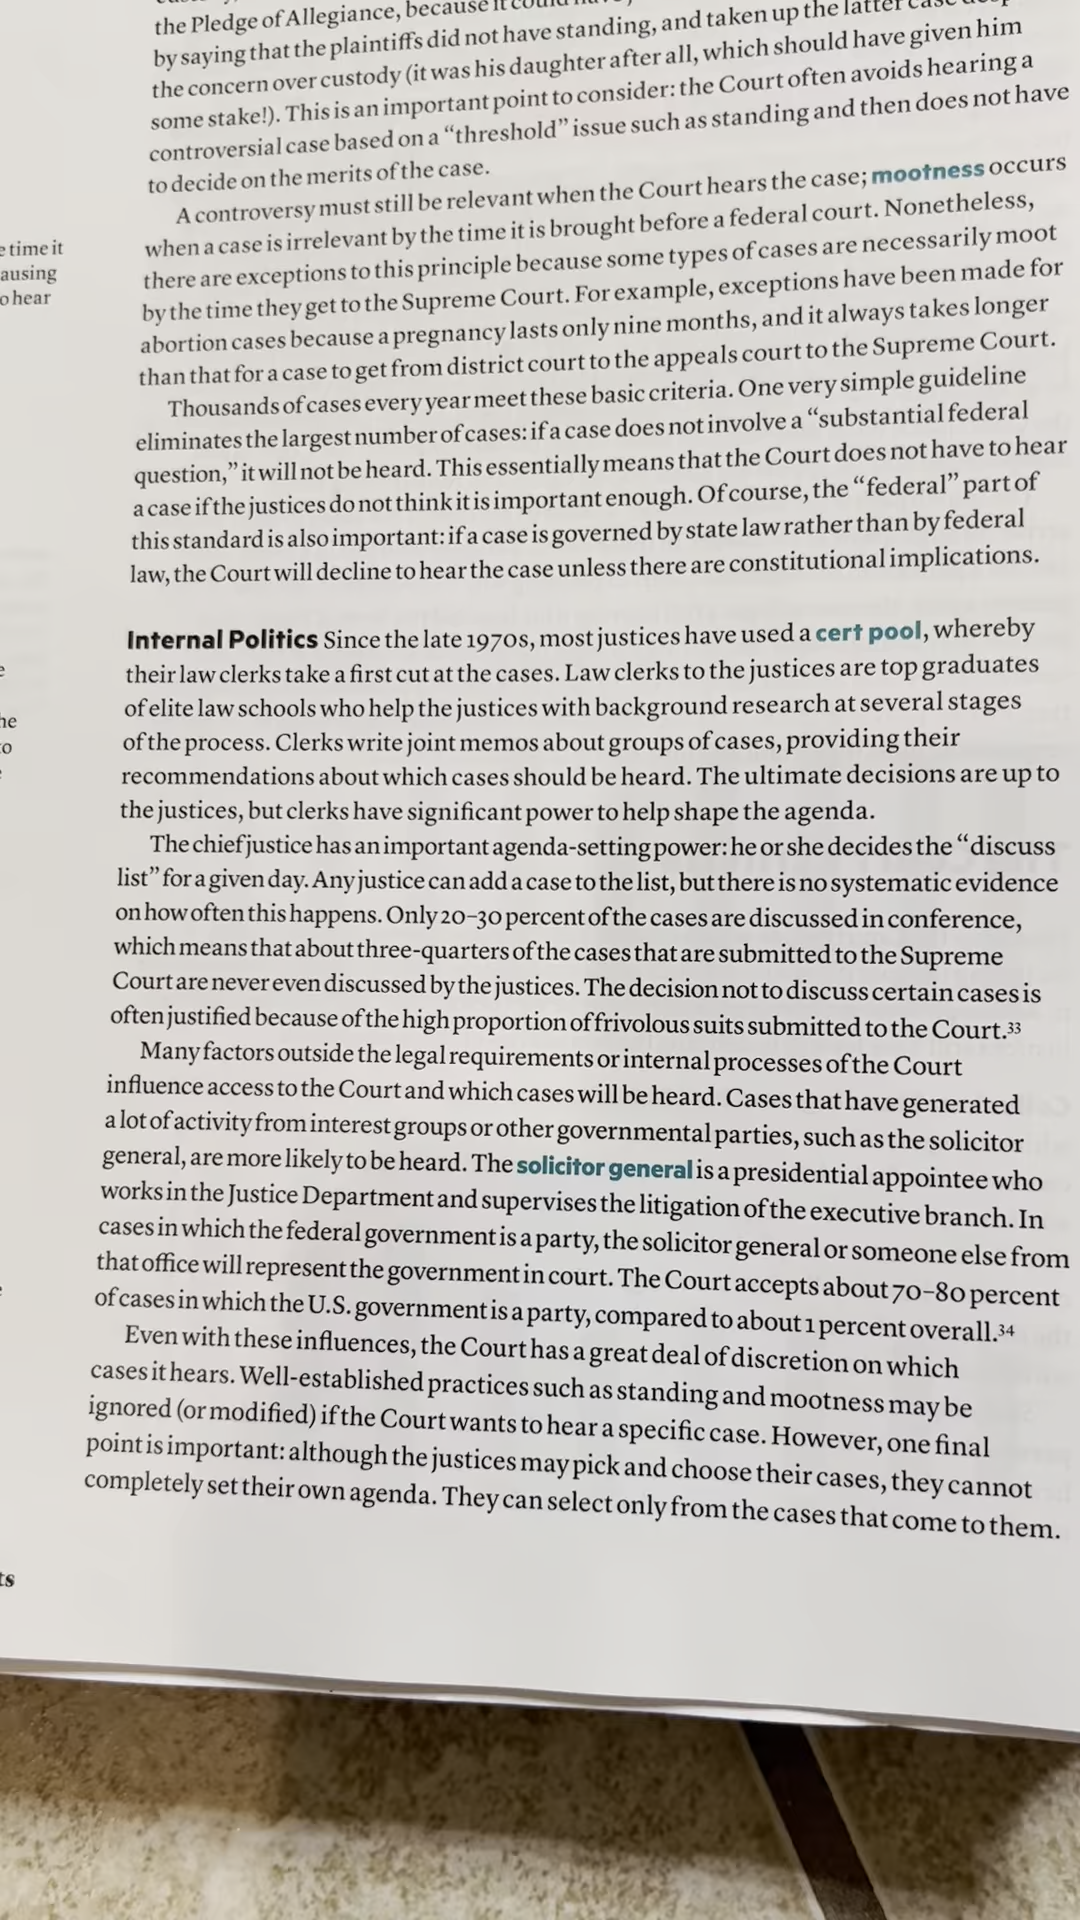 the Pledge of Allegiance, because it could
by saying that the plaintiffs did not have standing, and taken up the latter case
the concern over custody (it was his daughter after all, which should have given him
some stake!). This is an important point to consider: the Court often avoids hearing a
controversial case based on a “threshold” issue such as standing and then does not have
to decide on the merits of the case.
A controversy must still be relevant when the Court hears the case; mootness occurs
when a case is irrelevant by the time it is brought before a federal court. Nonetheless,
there are exceptions to this principle because some types of cases are necessarily moot
by the time they get to the Supreme Court. For example, exceptions have been made for
abortion cases because a pregnancy lasts only nine months, and it always takes longer
than that for a case to get from district court to the appeals court to the Supreme Court.
Thousands of cases every year meet these basic criteria. One very simple guideline
eliminates the largest number of cases: if a case does not involve a “substantial federal
question,” it will not be heard. This essentially means that the Court does not have to hear
a case if the justices do not think it is important enough. Of course, the “federal” part of
this standard is also important: if a case is governed by state law rather than by federal
law, the Court will decline to hear the case unless there are constitutional implications.
Internal Politics Since the late 1970s, most justices have used a cert pool, whereby
their law clerks take a first cut at the cases. Law clerks to the justices are top graduates
of elite law schools who help the justices with background research at several stages
of the process. Clerks write joint memos about groups of cases, providing their
recommendations about which cases should be heard. The ultimate decisions are up to
the justices, but clerks have significant power to help shape the agenda.
The chief justice has an important agenda-setting power: he or she decides the “discuss
list” for a given day. Any justice can add a case to the list, but there is no systematic evidence
on how often this happens. Only 20–30 percent of the cases are discussed in conference,
which means that about three-quarters of the cases that are submitted to the Supreme
Court are never even discussed by the justices. The decision not to discuss certain cases is
often justified because of the high proportion of frivolous suits submitted to the Court.33
Many factors outside the legal requirements or internal processes of the Court
influence access to the Court and which cases will be heard. Cases that have generated
a lot of activity from interest groups or other governmental parties, such as the solicitor
general, are more likely to be heard. The solicitor general is a presidential appointee who
works in the Justice Department and supervises the litigation of the executive branch. In
cases in which the federal government is a party, the solicitor general or someone else from
that office will represent the government in court. The Court accepts about 70–80 percent
of cases in which the U.S. government is a party, compared to about 1 percent overall.34
Even with these influences, the Court has a great deal of discretion on which
cases it hears. Well-established practices such as standing and mootness may be
ignored (or modified) if the Court wants to hear a specific case. However, one final
point is important: although the justices may pick and choose their cases, they cannot
completely set their own agenda. They can select only from the cases that come to them.
time it
ausing
o hear
he
to
ts